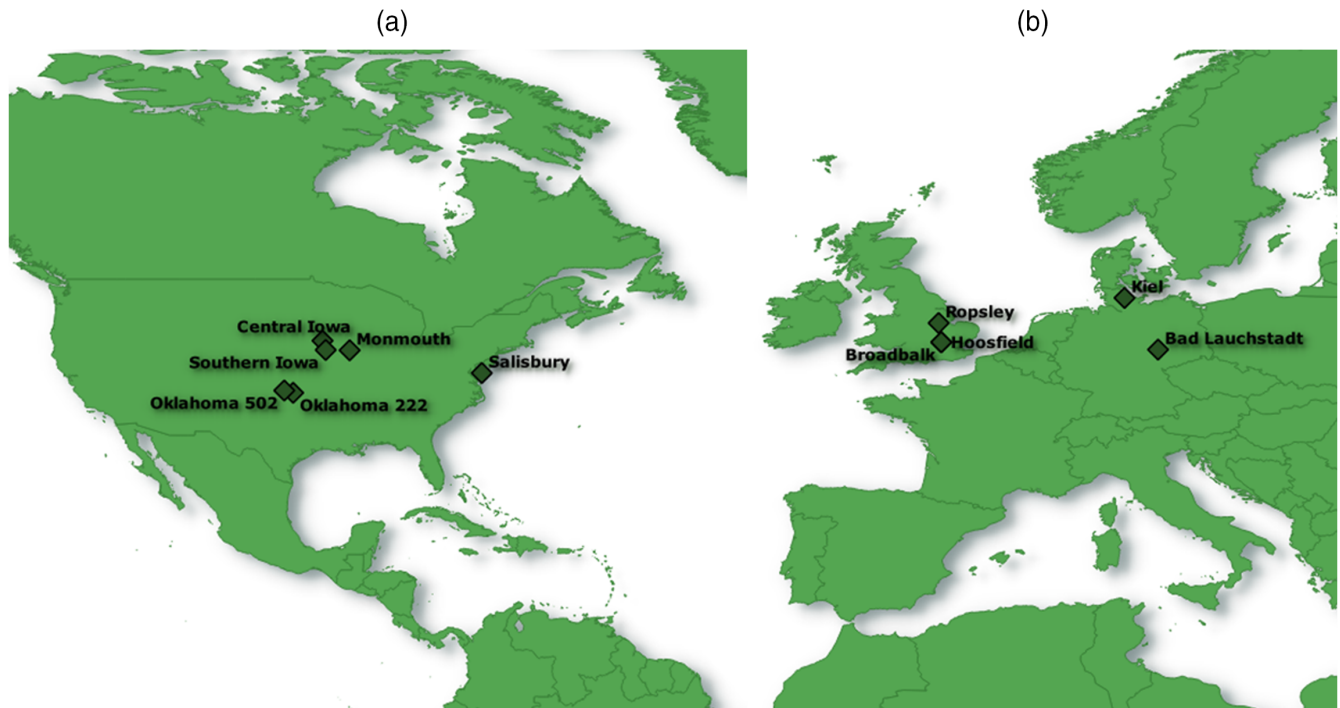 (a)
(b)
Central Iowa
Monmouth
Southern Iowa
Salisbury
Oklahoma 502
Oklahoma 222
Kiel
Ropsley
Hoosfield
Broadbalk
Bad Lauchstadt